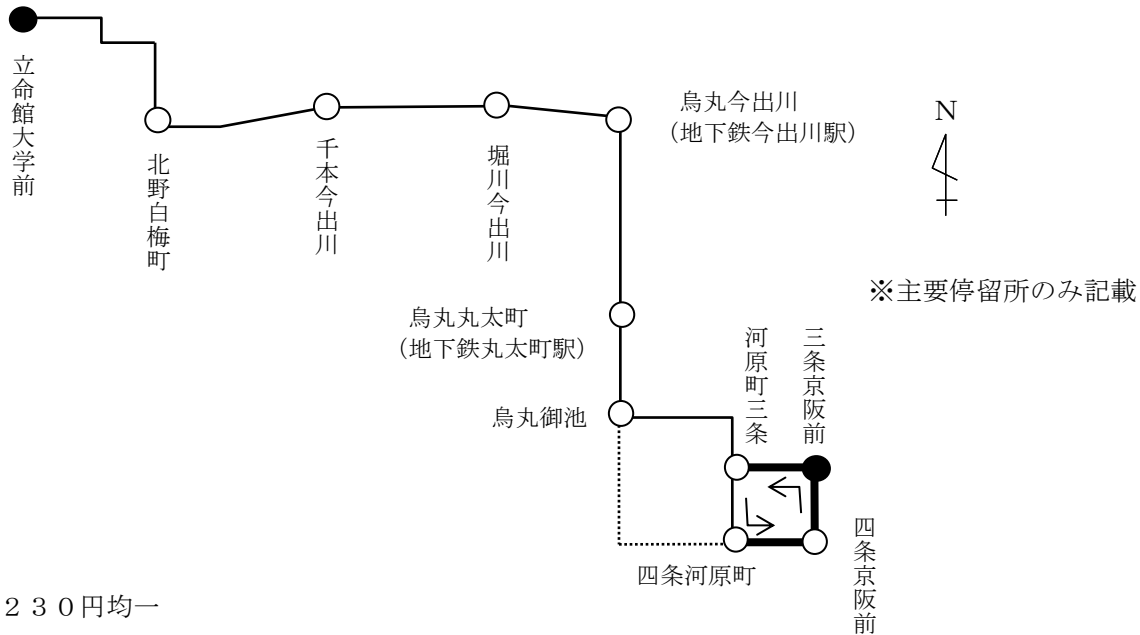 立命館大学前
北野白梅町
千本今出川
堀川今出川
烏丸今出川
(地下鉄今出川駅)
N
※主要停留所のみ記載
烏丸丸太町
(地下鉄丸太町駅)
烏丸御池
河原町三条
三条京阪前
四条河原町
四条京阪前
230円均一